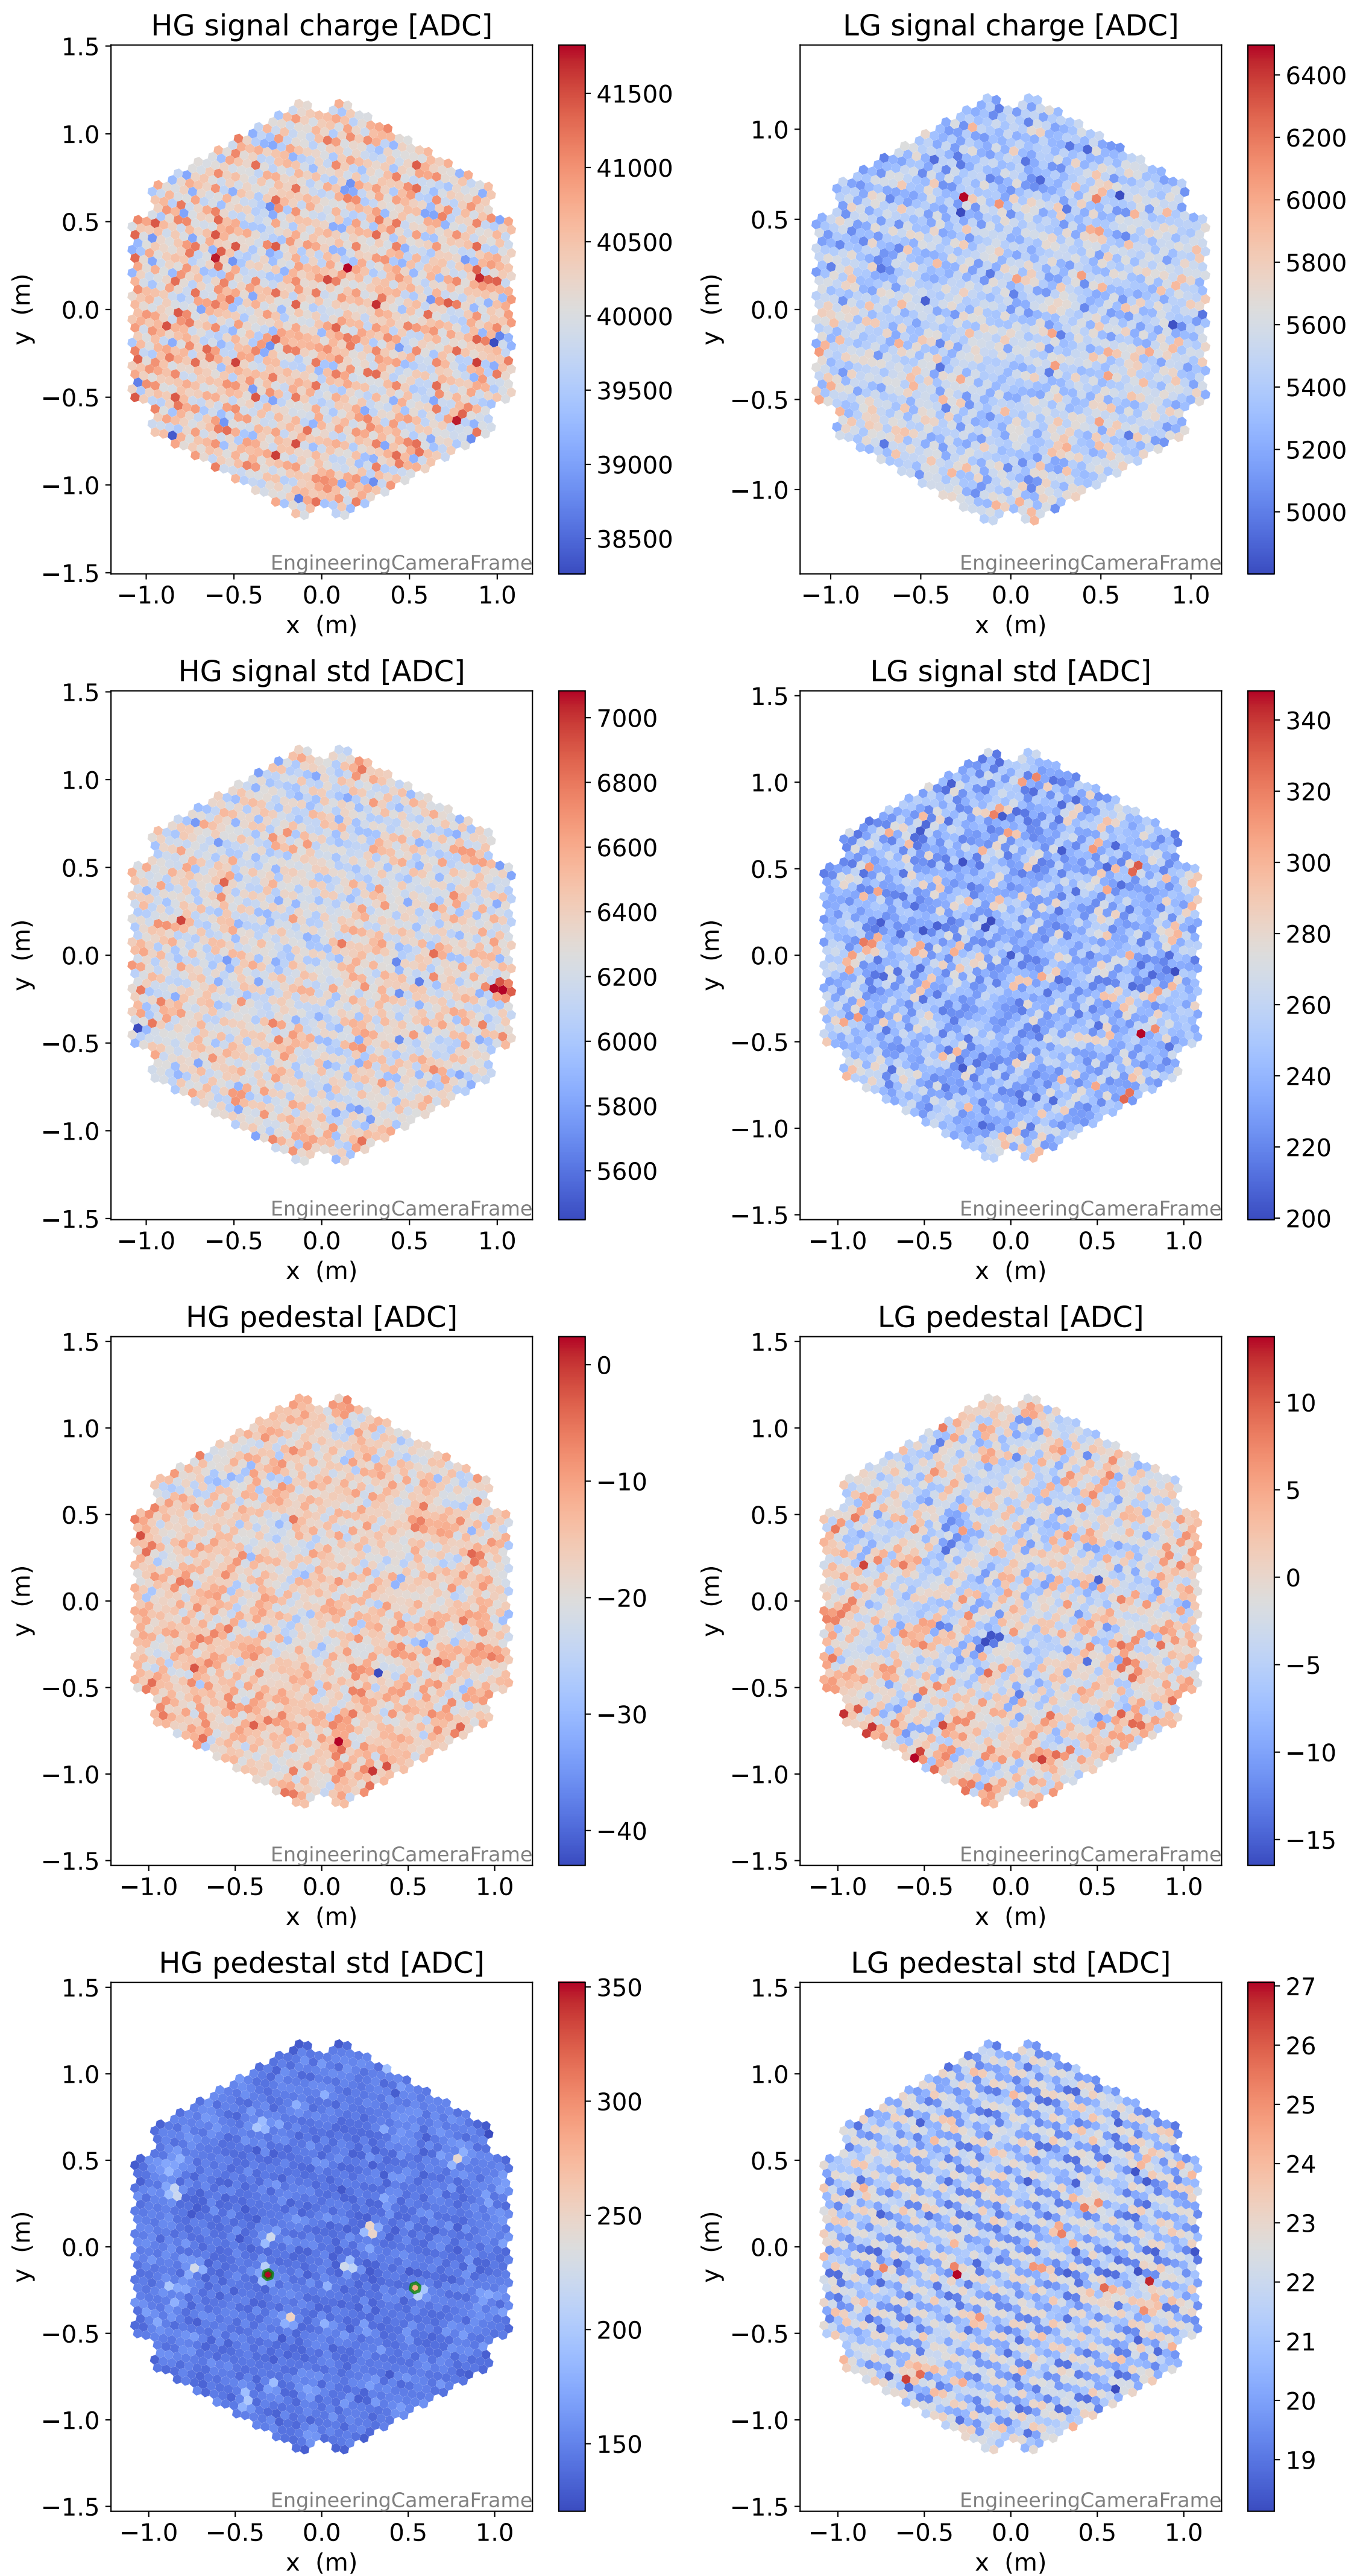 HG signal charge [ADC]
1.5
1.0
0.5
0.0
−0.5
−1.0
−1.5
y (m)
−1.0 −0.5 0.0 0.5 1.0
x (m)
EngineeringCameraFrame
41500
41000
40500
40000
39500
39000
38500
LG signal charge [ADC]
1.0
0.5
0.0
−0.5
−1.0
y (m)
−1.0 −0.5 0.0 0.5 1.0
x (m)
EngineeringCameraFrame
6400
6200
6000
5800
5600
5400
5200
5000
HG signal std [ADC]
1.5
1.0
0.5
0.0
−0.5
−1.0
−1.5
y (m)
−1.0 −0.5 0.0 0.5 1.0
x (m)
EngineeringCameraFrame
7000
6800
6600
6400
6200
6000
5800
5600
LG signal std [ADC]
1.5
1.0
0.5
0.0
−0.5
−1.0
−1.5
y (m)
−1.0 −0.5 0.0 0.5 1.0
x (m)
EngineeringCameraFrame
340
320
300
280
260
240
220
200
HG pedestal [ADC]
1.5
1.0
0.5
0.0
−0.5
−1.0
−1.5
y (m)
−1.0 −0.5 0.0 0.5 1.0
x (m)
EngineeringCameraFrame
0
−10
−20
−30
−40
LG pedestal [ADC]
1.5
1.0
0.5
0.0
−0.5
−1.0
−1.5
y (m)
−1.0 −0.5 0.0 0.5 1.0
x (m)
EngineeringCameraFrame
10
5
0
−5
−10
−15
HG pedestal std [ADC]
1.5
1.0
0.5
0.0
−0.5
−1.0
−1.5
y (m)
−1.0 −0.5 0.0 0.5 1.0
x (m)
EngineeringCameraFrame
350
300
250
200
150
LG pedestal std [ADC]
1.5
1.0
0.5
0.0
−0.5
−1.0
−1.5
y (m)
−1.0 −0.5 0.0 0.5 1.0
x (m)
EngineeringCameraFrame
27
26
25
24
23
22
21
20
19